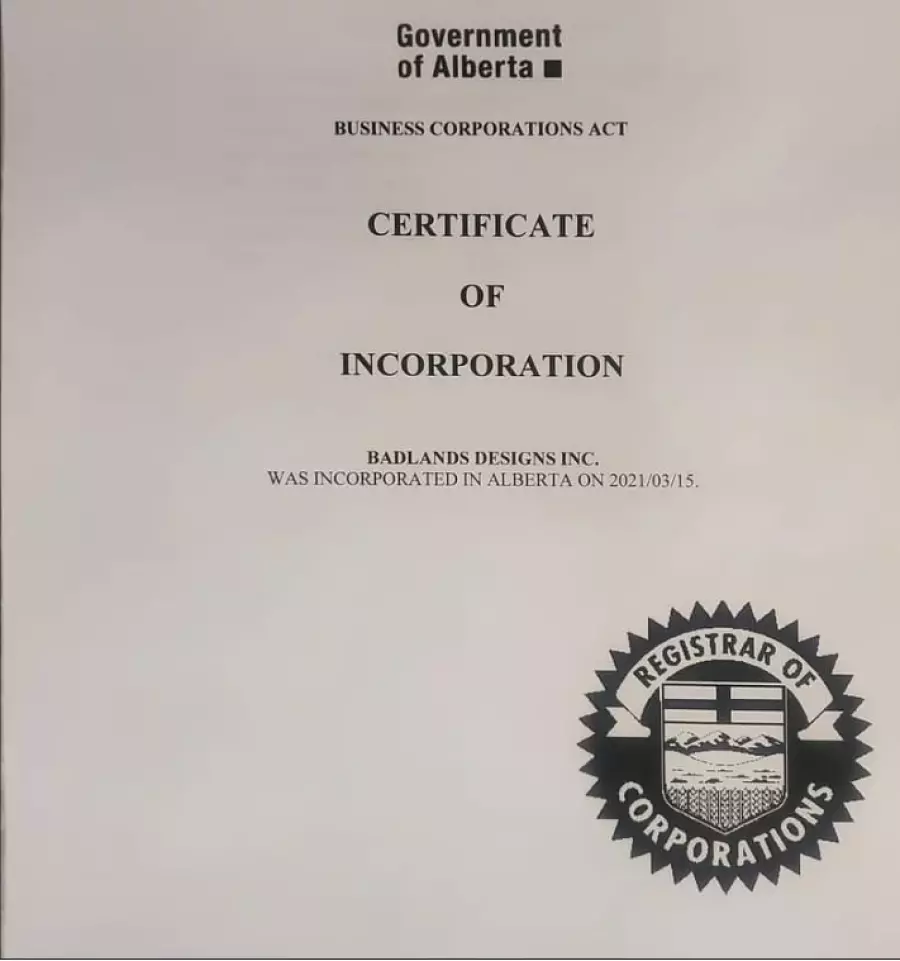 Government
of Alberta
BUSINESS CORPORATIONS ACT
CERTIFICATE
OF
INCORPORATION
BADLANDS DESIGNS INC.
WAS INCORPORATED IN ALBERTA ON 2021/03/15.
REGISTRAR OF
CORPORATIONS